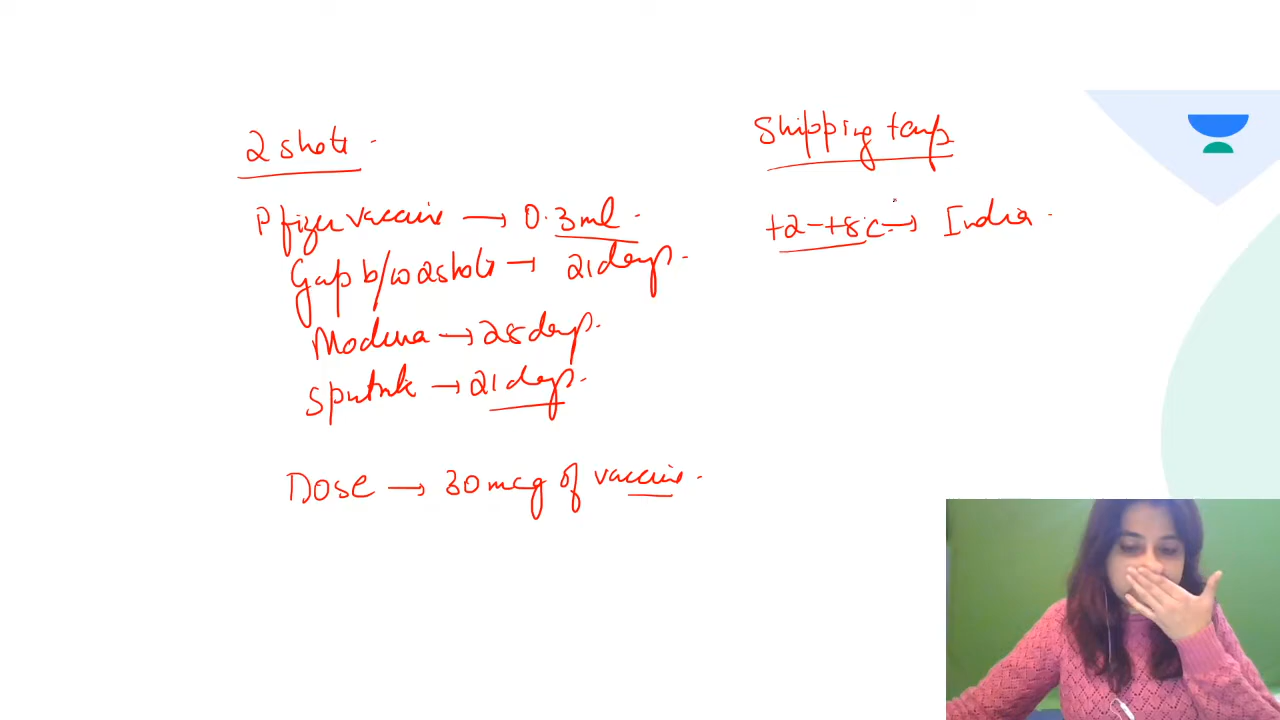 2 shots.
Pfizer vaccine → 0.3ml.
Gap b/w 2 shots → 21 days.
Moderna → 28 days.
Sputnik → 21 days.
Dose → 30 mcg of vaccine.
Shipping temp
+2-+8c → India.